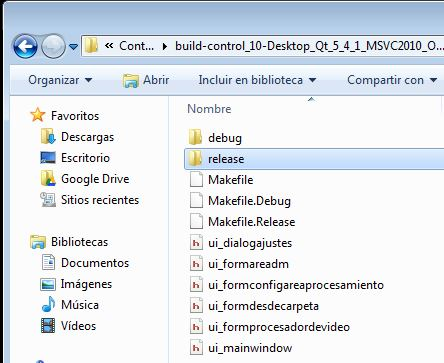 Cont... build-control_10-Desktop_Qt_5_4_1_MSVC2010_O...
Organizar Abrir Incluir en biblioteca Compartir con
Favoritos
Descargas
Escritorio
Google Drive
Sitios recientes
Bibliotecas
Documentos
Imágenes
Música
Vídeos
Nombre
debug
release
Makefile
Makefile.Debug
Makefile.Release
ui_dialogajustes
ui_formareadm
ui_formconfigareaprocesamiento
ui_formdesdecarpeta
ui_formprocesadordevideo
ui_mainwindow